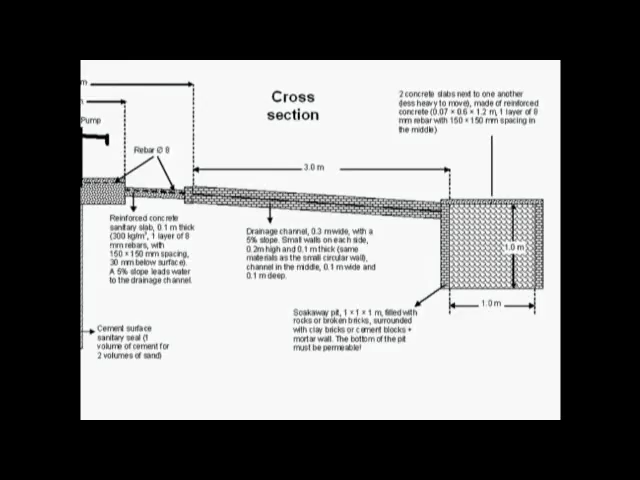 m
Cross
section
2 concrete slabs next to one another
(less heavy to move), made of reinforced
concrete (0.07 × 0.6 × 1.2 m, 1 layer of 8
mm rebar with 150 × 150 mm spacing in
the middle)
Pump
Rebar Ø 8
3.0 m
Reinforced concrete
sanitary slab, 0.1 m thick
(300 kg/m³, 1 layer of 8
mm rebars, with
150 × 150 mm spacing,
30 mm below surface).
A 5% slope leads water
to the drainage channel.
Drainage channel, 0.3 m wide, with a
5% slope. Small walls on each side,
0.2m high and 0.1 m thick (same
materials as the small circular wall),
channel in the middle, 0.1 m wide and
0.1 m deep.
1.0 m
1.0 m
Soakaway pit, 1 × 1 × 1 m, filled with
rocks or broken bricks, surrounded
with clay bricks or cement blocks +
mortar wall. The bottom of the pit
must be permeable!
Cement surface
sanitary seal (1
volume of cement for
2 volumes of sand)